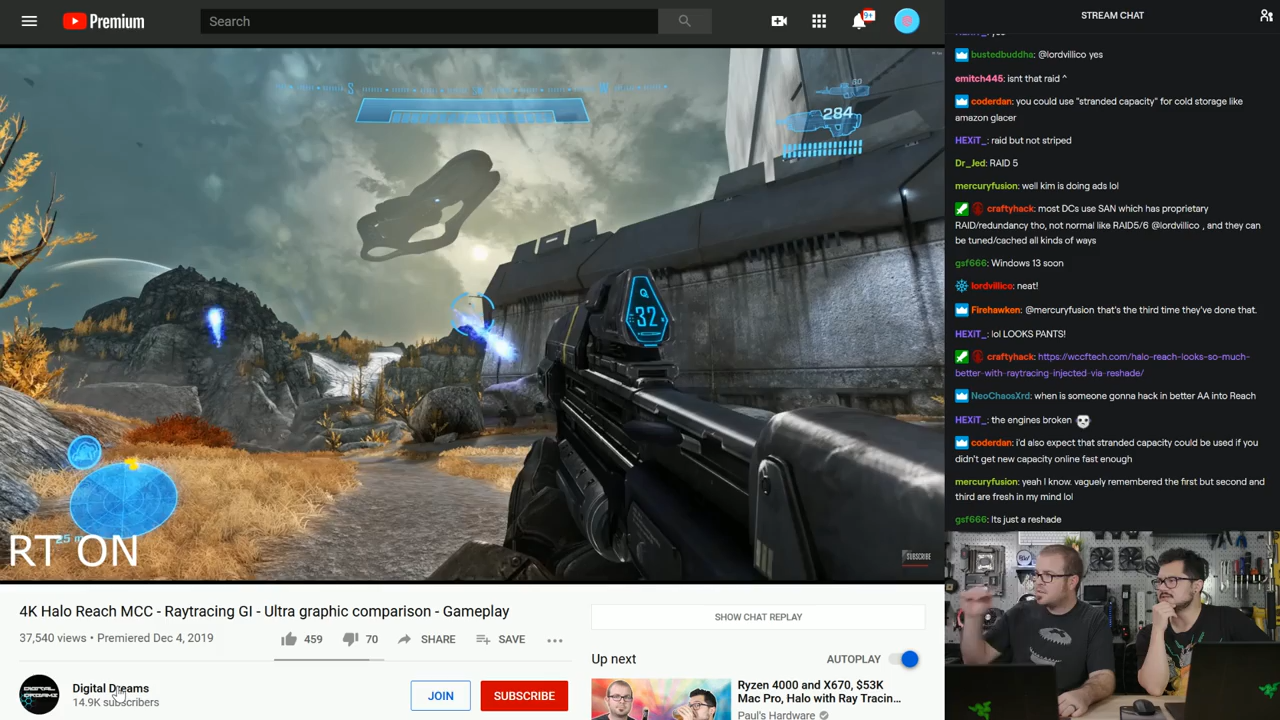 Premium
Search
9+
S
W
40
284
32
25 m
RT ON
SUBSCRIBE
4K Halo Reach MCC - Raytracing GI - Ultra graphic comparison - Gameplay
37,540 views • Premiered Dec 4, 2019
459
70
SHARE
SAVE
Digital Dreams
14.9K subscribers
JOIN
SUBSCRIBE
SHOW CHAT REPLAY
Up next
AUTOPLAY
Ryzen 4000 and X670, $53K
Mac Pro, Halo with Ray Tracin...
Paul's Hardware
STREAM CHAT
bustedbuddha: @lordvillico yes
emitch445: isnt that raid ^
coderdan: you could use "stranded capacity" for cold storage like
amazon glacer
HEXiT_: raid but not striped
Dr_Jed: RAID 5
mercuryfusion: well kim is doing ads lol
craftyhack: most DCs use SAN which has proprietary
RAID/redundancy tho, not normal like RAID5/6 @lordvillico , and they can
be tuned/cached all kinds of ways
gsf666: Windows 13 soon
lordvillico: neat!
Firehawken: @mercuryfusion that's the third time they've done that.
HEXiT_: lol LOOKS PANTS!
craftyhack: https://wccftech.com/halo-reach-looks-so-much-
better-with-raytracing-injected-via-reshade/
NeoChaosXrd: when is someone gonna hack in better AA into Reach
HEXiT_: the engines broken
coderdan: i'd also expect that stranded capacity could be used if you
didn't get new capacity online fast enough
mercuryfusion: yeah I know. vaguely remembered the first but second and
third are fresh in my mind lol
gsf666: Its just a reshade